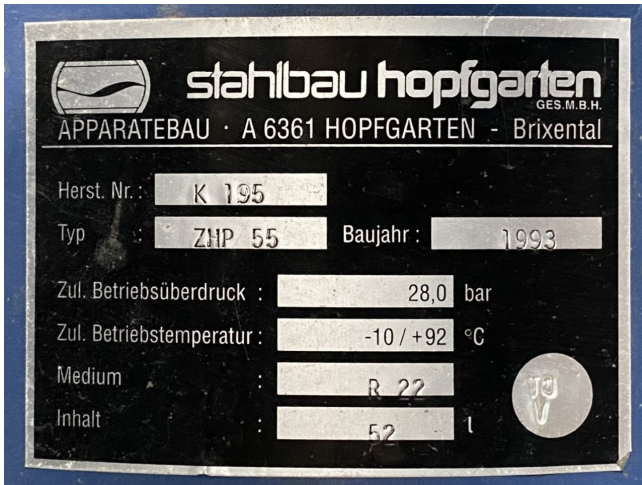 stahlbau hopfgarten
GES.M.B.H.
APPARATEBAU · A 6361 HOPFGARTEN - Brixental
Herst. Nr.: K 195
Typ : ZHP 55 Baujahr : 1993
Zul. Betriebsüberdruck : 28,0 bar
Zul. Betriebstemperatur : -10 / +92 °C
Medium : R 22
Inhalt : 52 l